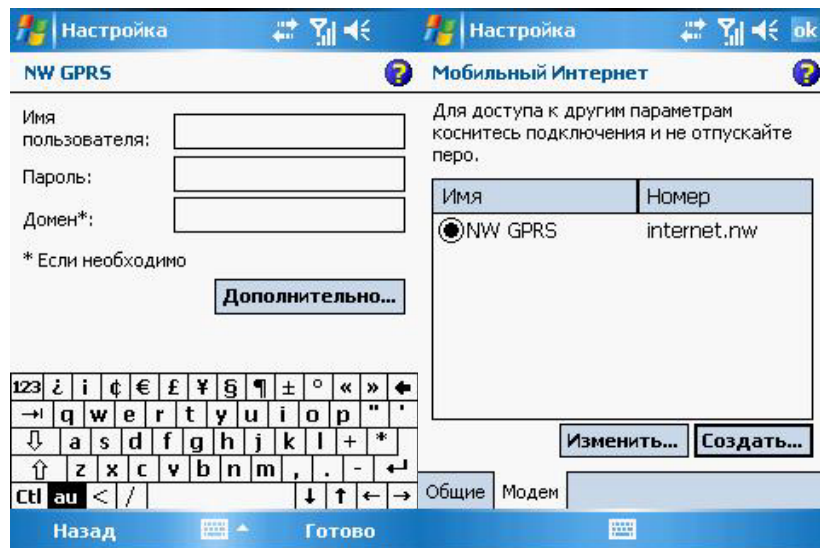 Настройка
NW GPRS
Имя
пользователя:
Пароль:
Домен*:
* Если необходимо
Дополнительно...
123 ¿ ¡ ¢ € £ ¥ § ¶ ± ° « »
q w e r t y u i o p " '
a s d f g h j k l + *
z x c v b n m , . -
Ctl au < /
Назад
Готово
Настройка
ok
Мобильный Интернет
Для доступа к другим параметрам
коснитесь подключения и не отпускайте
перо.
Имя Номер
NW GPRS internet.nw
Изменить... Создать...
Общие Модем